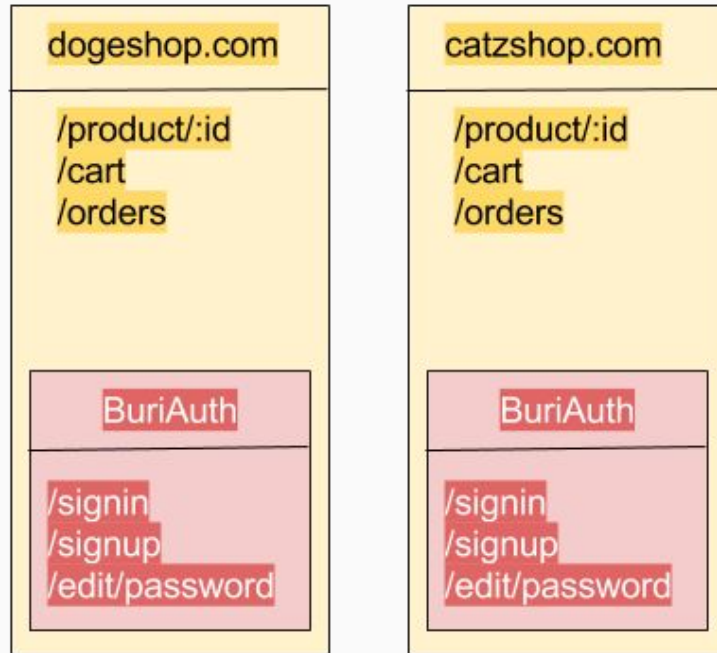 dogeshop.com
/product/:id
/cart
/orders
BuriAuth
/signin
/signup
/edit/password
catzshop.com
/product/:id
/cart
/orders
BuriAuth
/signin
/signup
/edit/password